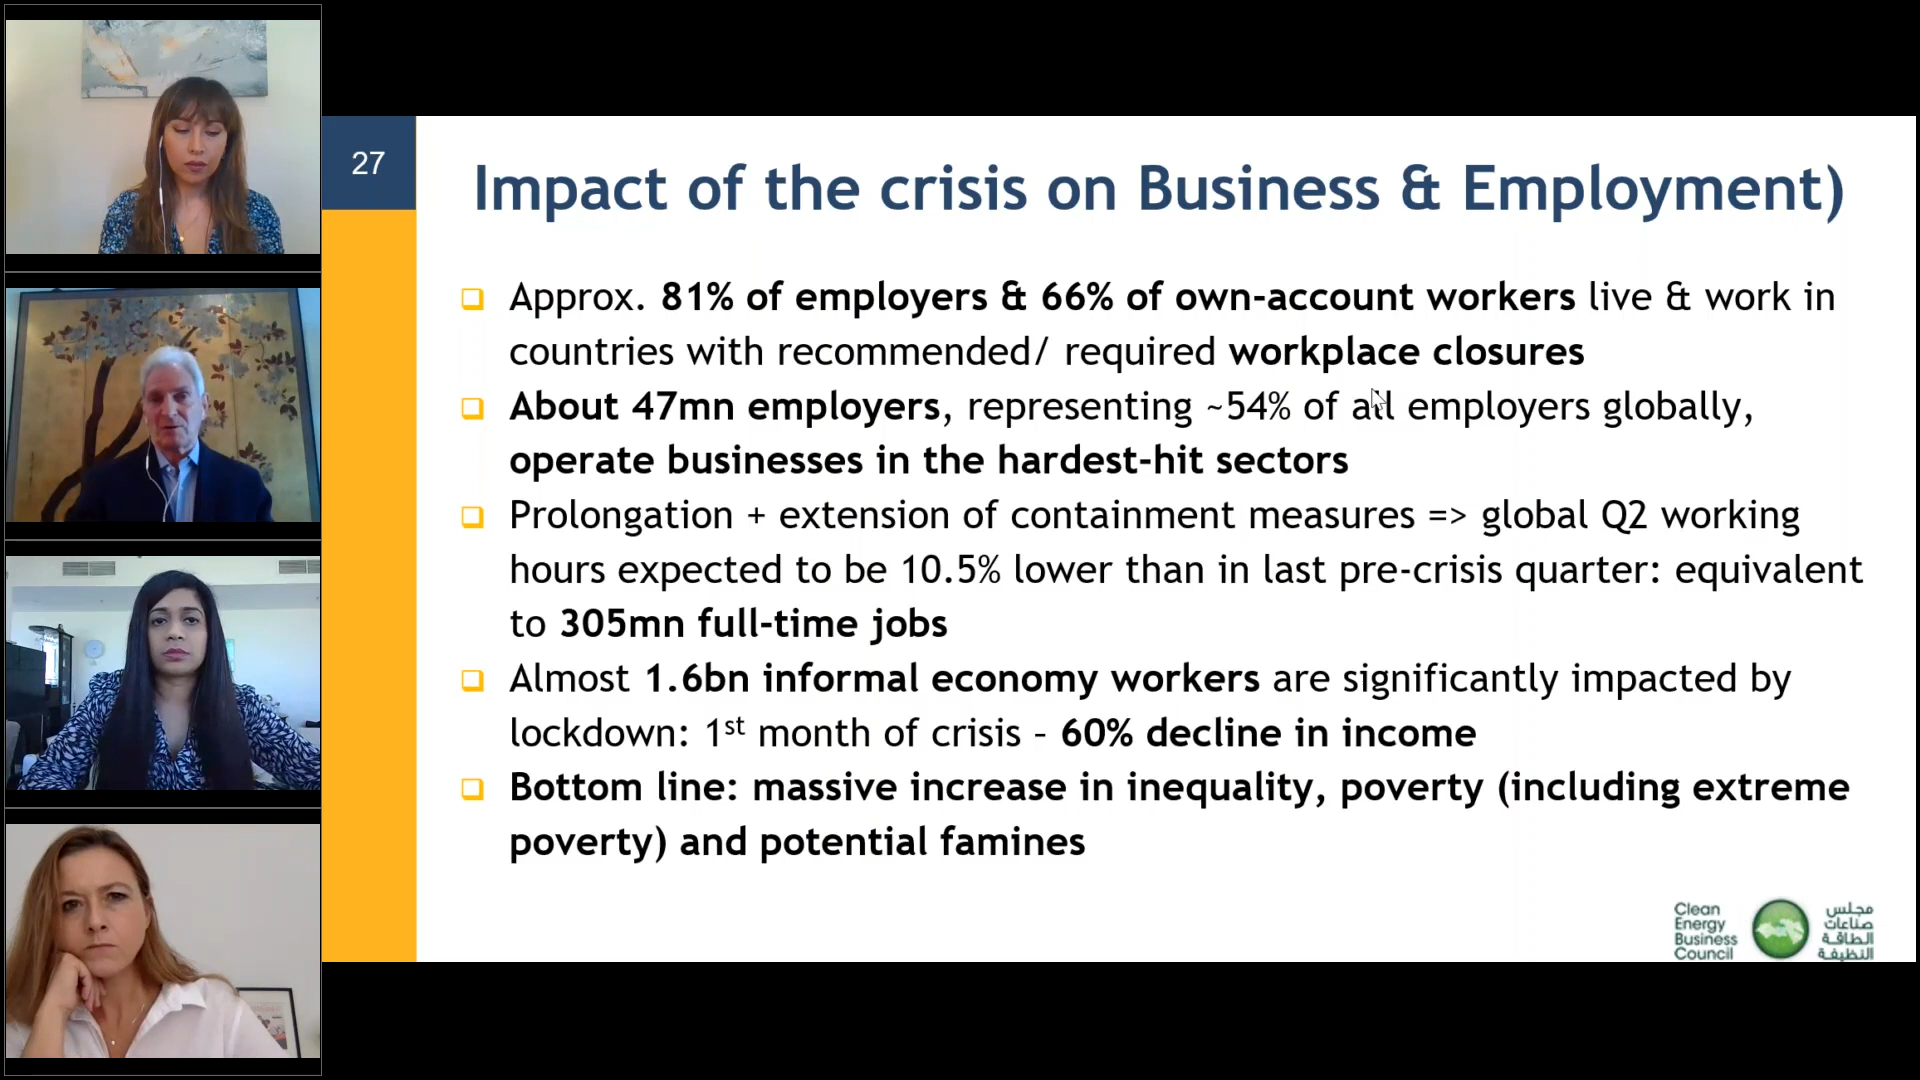 27
Impact of the crisis on Business & Employment)
Approx. 81% of employers & 66% of own-account workers live & work in
countries with recommended/ required workplace closures
About 47mn employers, representing ~54% of all employers globally,
operate businesses in the hardest-hit sectors
Prolongation + extension of containment measures => global Q2 working
hours expected to be 10.5% lower than in last pre-crisis quarter: equivalent
to 305mn full-time jobs
Almost 1.6bn informal economy workers are significantly impacted by
lockdown: 1st month of crisis – 60% decline in income
Bottom line: massive increase in inequality, poverty (including extreme
poverty) and potential famines
Clean
Energy
Business
Council
مجلس
صناعات
الطاقة
النظيفة